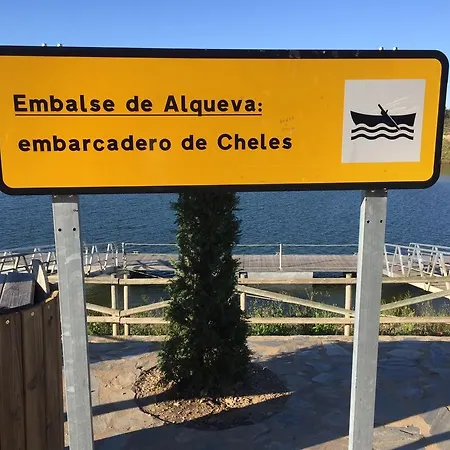 Embalse de Alqueva:
embarcadero de Cheles